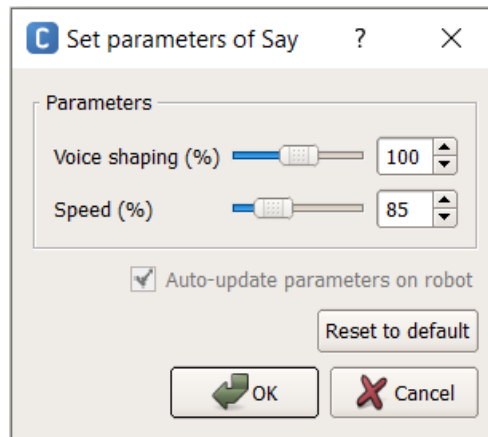 C Set parameters of Say ?
Parameters
Voice shaping (%) 100
Speed (%) 85
Auto-update parameters on robot
Reset to default
OK Cancel